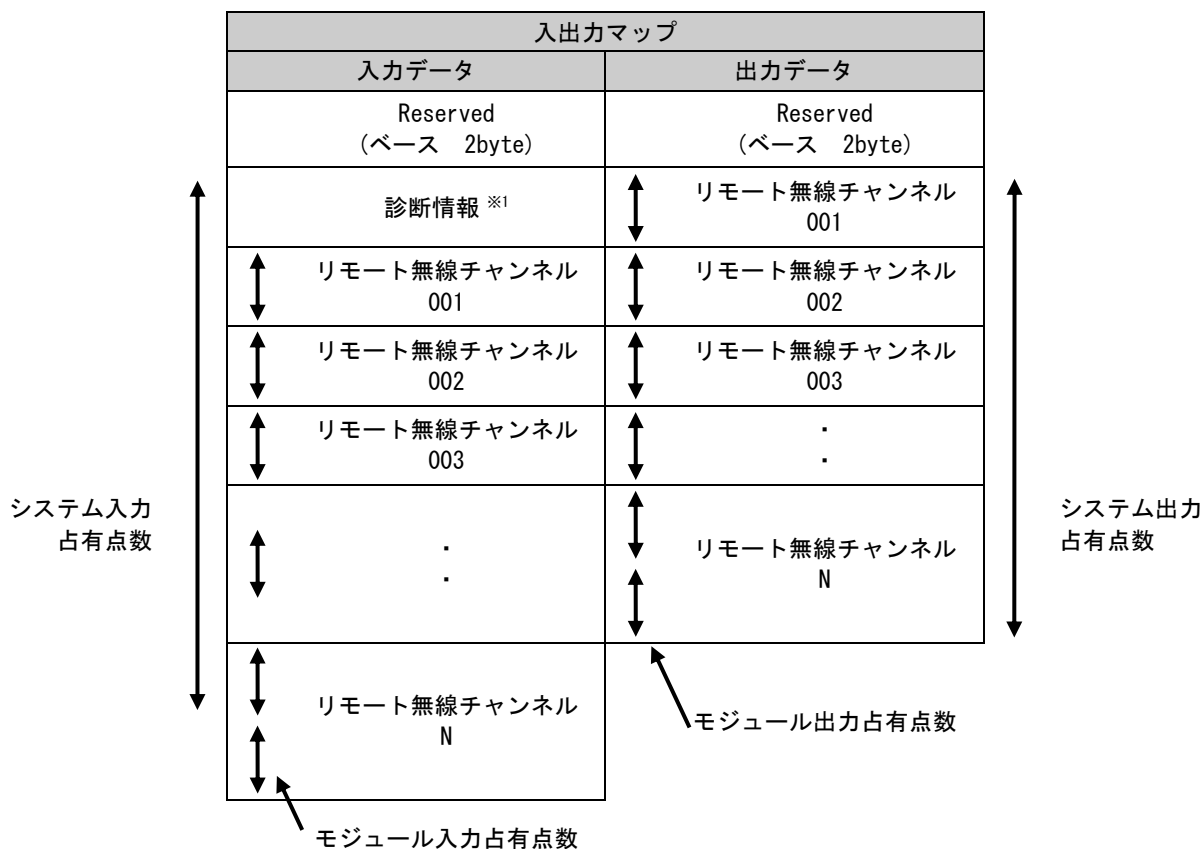 入出力マップ
入力データ
出力データ
Reserved
(ベース 2byte)
Reserved
(ベース 2byte)
診断情報 ※1
リモート無線チャンネル
001
リモート無線チャンネル
001
リモート無線チャンネル
002
リモート無線チャンネル
002
リモート無線チャンネル
003
リモート無線チャンネル
003
・
・
システム入力
占有点数
・
・
リモート無線チャンネル
N
システム出力
占有点数
リモート無線チャンネル
N
モジュール出力占有点数
モジュール入力占有点数